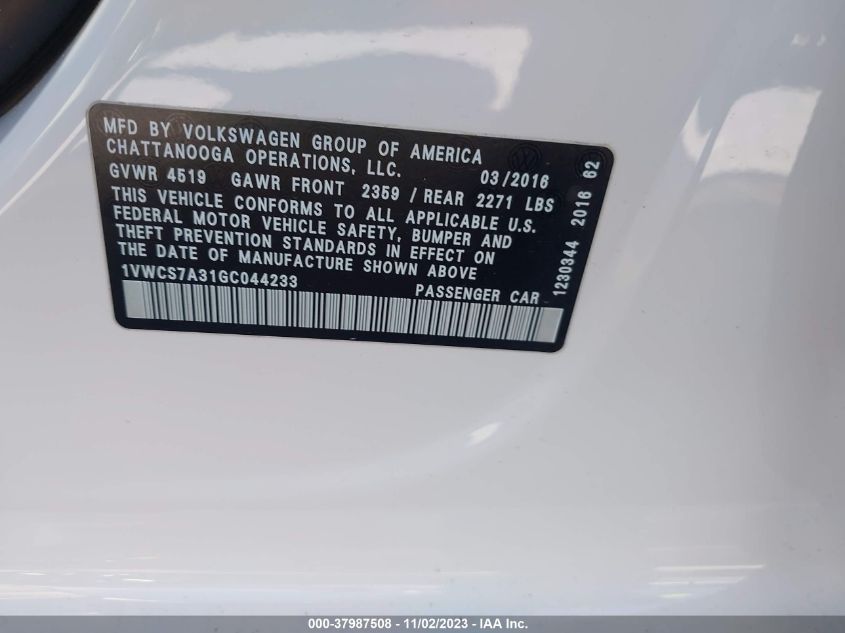 MFD BY VOLKSWAGEN GROUP OF AMERICA
CHATTANOOGA OPERATIONS, LLC. 03/2016
GVWR 4519 GAWR FRONT 2359 / REAR 2271 LBS
THIS VEHICLE CONFORMS TO ALL APPLICABLE U.S.
FEDERAL MOTOR VEHICLE SAFETY, BUMPER AND
THEFT PREVENTION STANDARDS IN EFFECT ON
THE DATE OF MANUFACTURE SHOWN ABOVE
1VWCS7A31GC044233 PASSENGER CAR
1230344 2016 62
000-37987508 - 11/02/2023 - IAA, Inc.